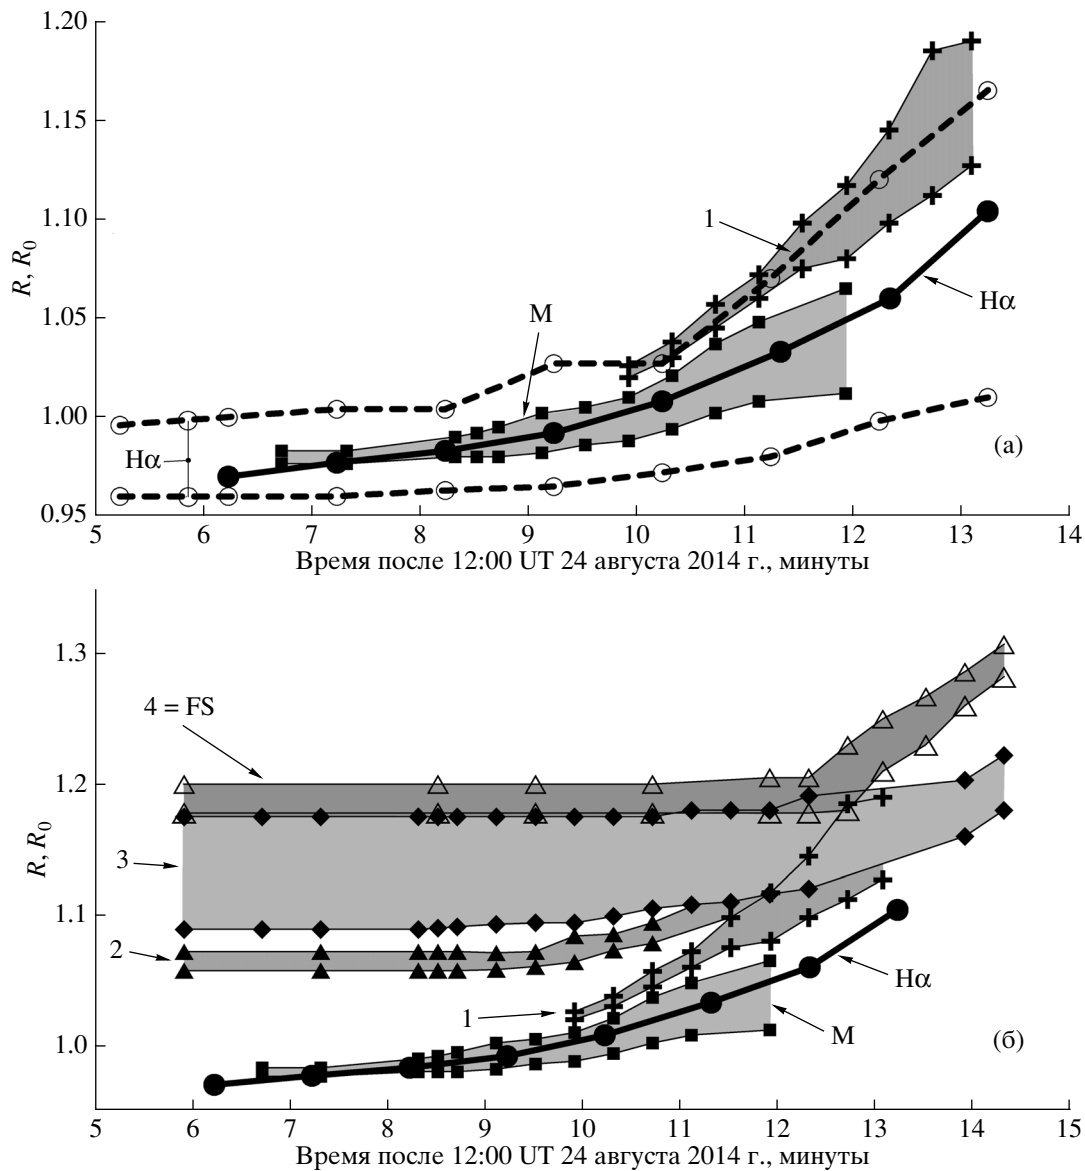 1.20
1.15
1.10
1.05
1.00
0.95
R, R0
1
M
Hα
Hα
(а)
5 6 7 8 9 10 11 12 13 14
Время после 12:00 UT 24 августа 2014 г., минуты
1.3
1.2
1.1
1.0
R, R0
4 = FS
3
2
1
Hα
M
(б)
5 6 7 8 9 10 11 12 13 14 15
Время после 12:00 UT 24 августа 2014 г., минуты